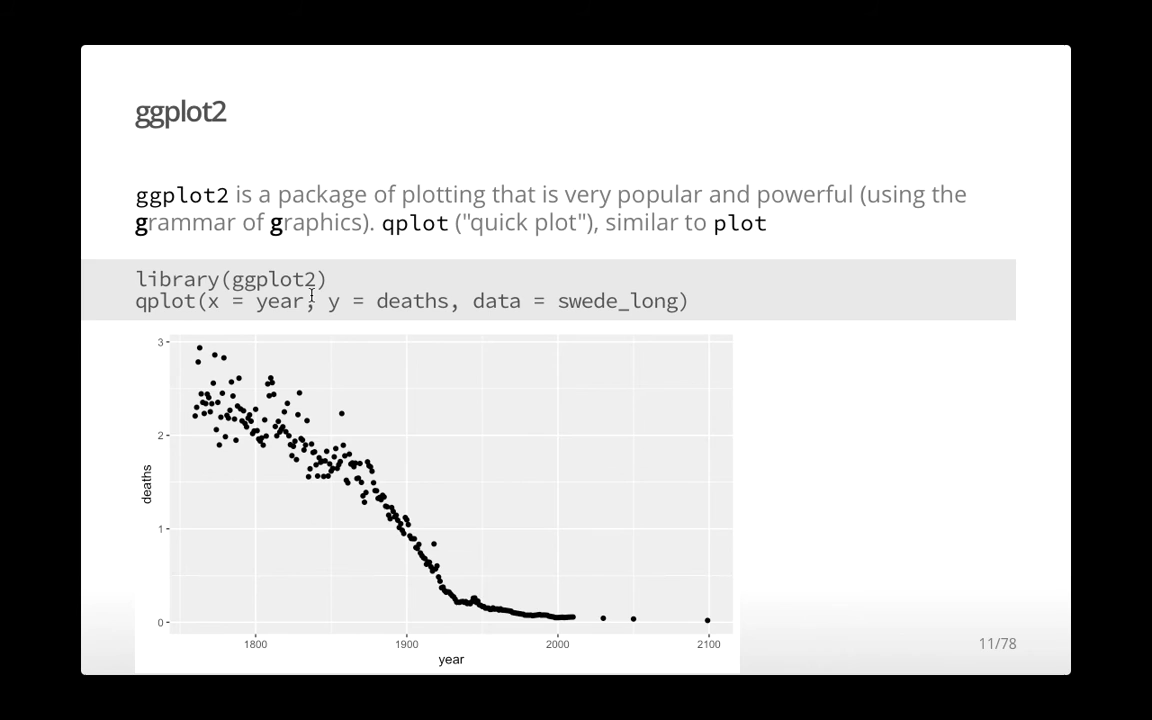 ggplot2
ggplot2 is a package of plotting that is very popular and powerful (using the
grammar of graphics). qplot ("quick plot"), similar to plot
library(ggplot2)
qplot(x = year, y = deaths, data = swede_long)
3
2
1
0
deaths
1800 1900 2000 2100
year
11/78